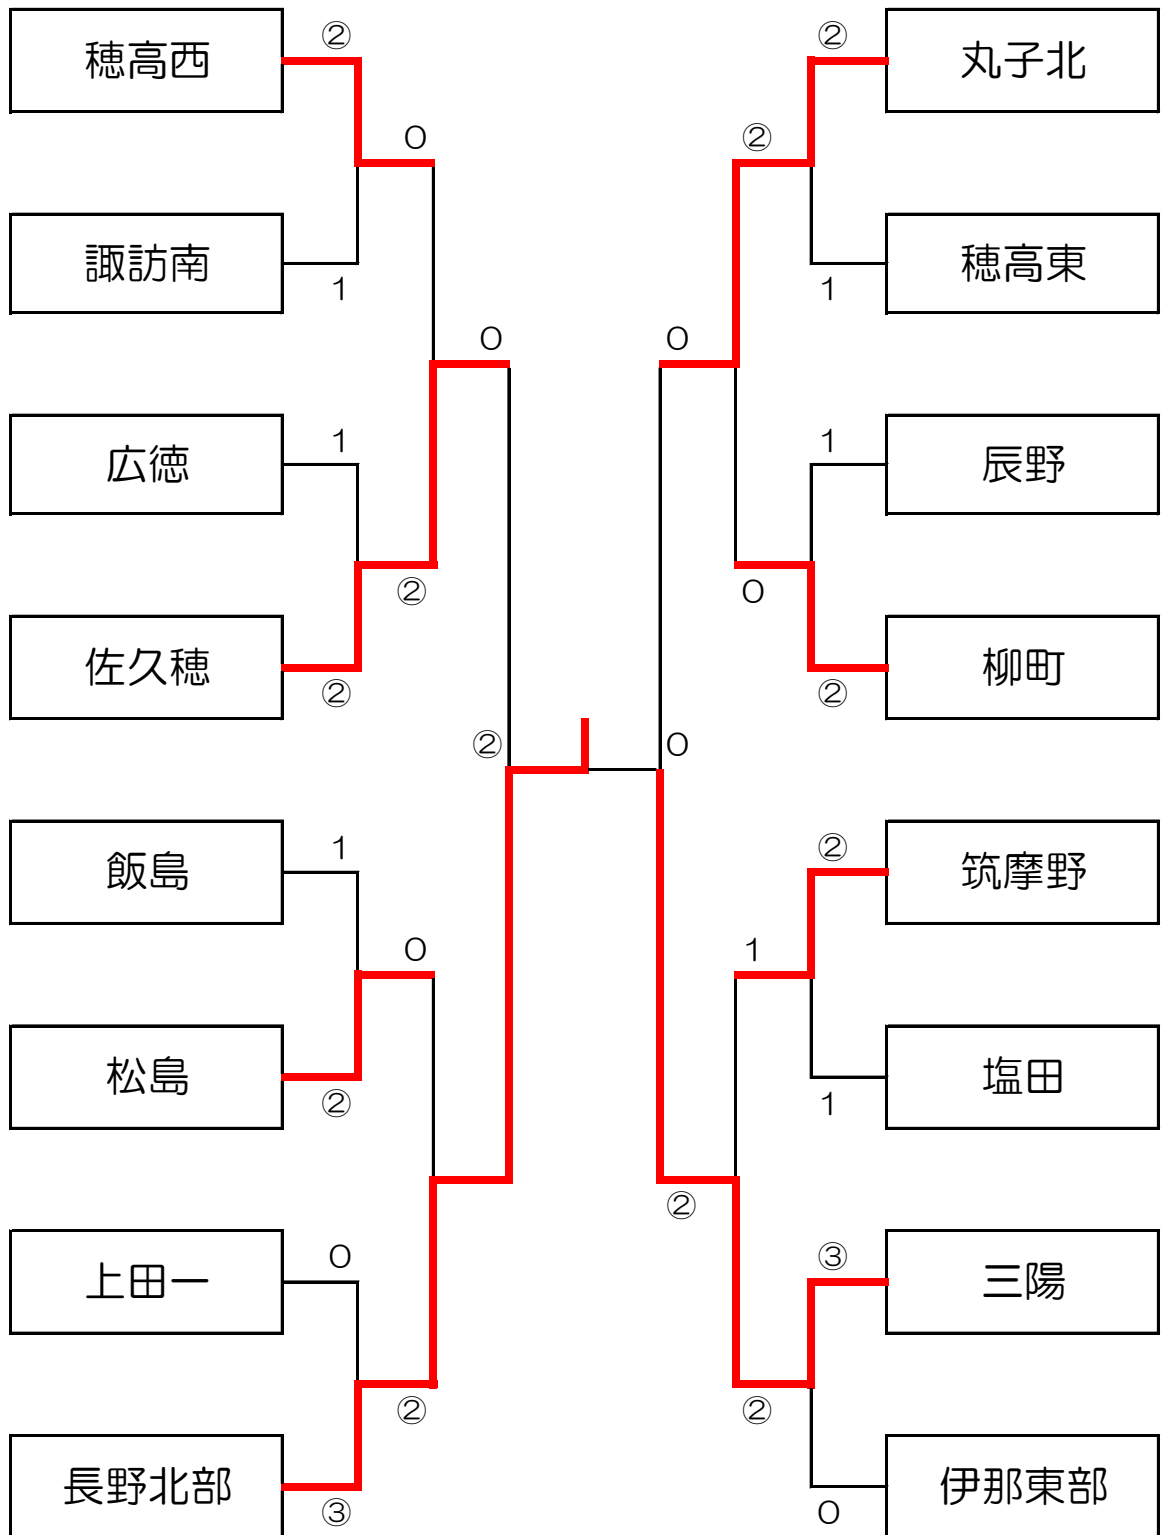 ② ②
穂高西 丸子北
0 ②
諏訪南 穂高東
1 1
0 0
1 1
広徳 辰野
② 0
佐久穂 柳町
② ②
② 0
1 ②
飯島 筑摩野
0 1
松島 塩田
② 1
②
0 ③
上田一 三陽
② ②
長野北部 伊那東部
③ 0